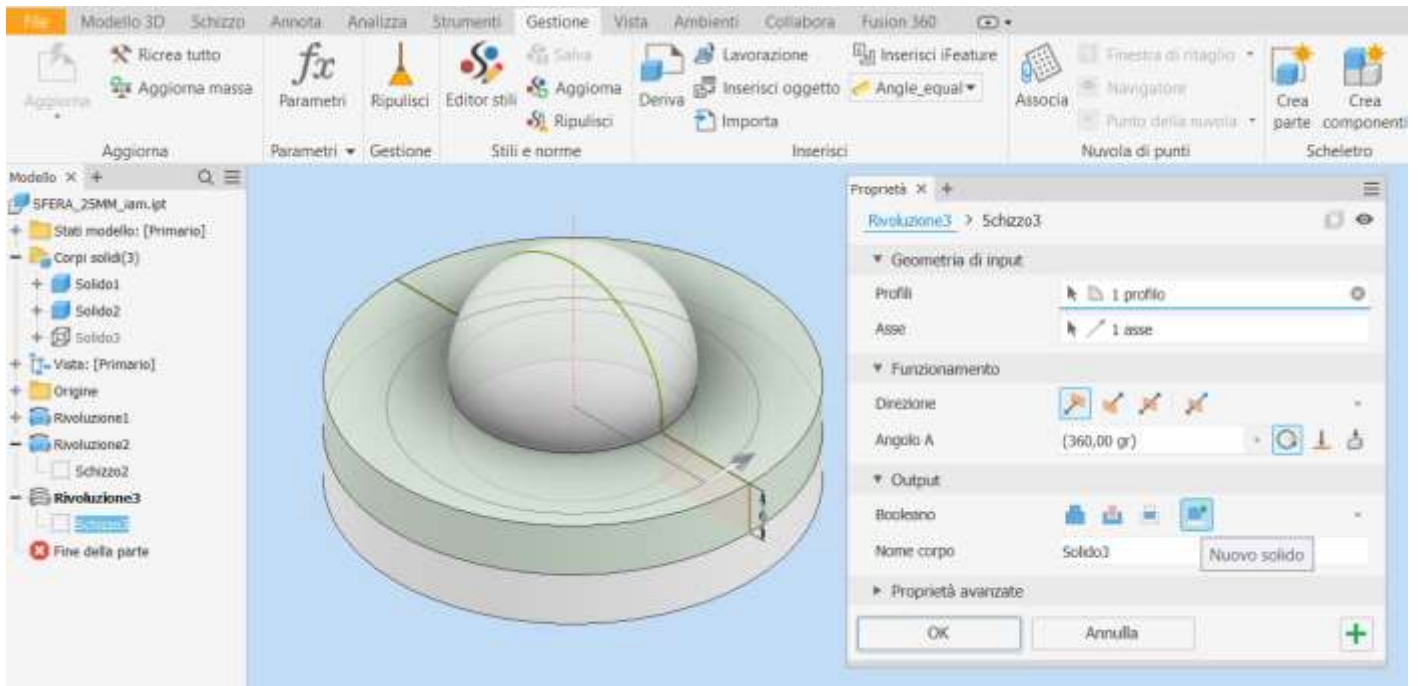 File Modello 3D Schizzo Annota Analizza Strumenti Gestione Vista Ambienti Collabora Fusion 360
Aggiorna
Ricrea tutto
Aggiorna massa
Aggiorna
fx
Parametri
Parametri
Ripulisci
Gestione
Editor stili
Salva
Aggiorna
Ripulisci
Stili e norme
Deriva
Lavorazione
Inserisci oggetto
Importa
Inserisci iFeature
Angle_equal
Inserisci
Associa
Finestra di ritaglio
Navigatore
Punto della nuvola
Nuvola di punti
Crea parte
Crea componenti
Scheletro
Modello × +
SFERA_25MM_iam.ipt
Stati modello: [Primario]
Corpi solidi(3)
Solido1
Solido2
Solido3
Vista: [Primario]
Origine
Rivoluzione1
Rivoluzione2
Schizzo2
Rivoluzione3
Schizzo3
Fine della parte
Proprietà × +
Rivoluzione3 > Schizzo3
Geometria di input
Profili 1 profilo
Asse 1 asse
Funzionamento
Direzione
Angolo A (360,00 gr)
Output
Booleano
Nome corpo Solido3
Nuovo solido
Proprietà avanzate
OK Annulla